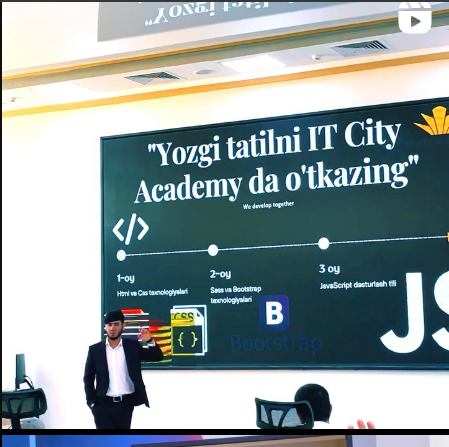 "Yozgi tatilni IT City
Academy da o'tkazing"
We develop together
</>
1-oy
Html va Css texnologiyalari
2-oy
Sass va Bootstrap
texnologiyalari
3 oy
JavaScript dasturlash tili
CSS
B
Bootstrap
JS